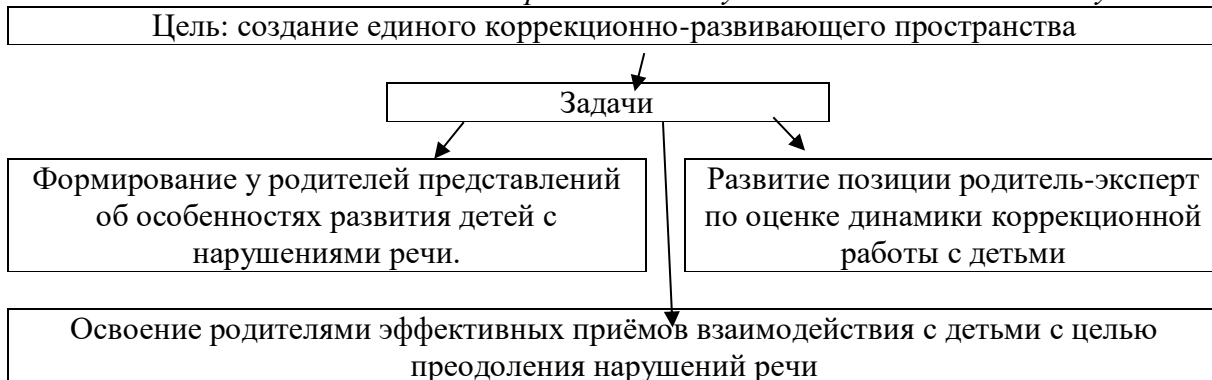 Цель: создание единого коррекционно-развивающего пространства
Задачи
Формирование у родителей представлений
об особенностях развития детей с
нарушениями речи.
Развитие позиции родитель-эксперт
по оценке динамики коррекционной
работы с детьми
Освоение родителями эффективных приёмов взаимодействия с детьми с целью
преодоления нарушений речи